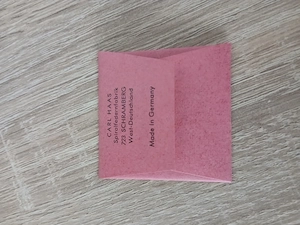 CARL HAAS
Spiralfedernfabrik
723 SCHRAMBERG
West-Deutschland
Made in Germany